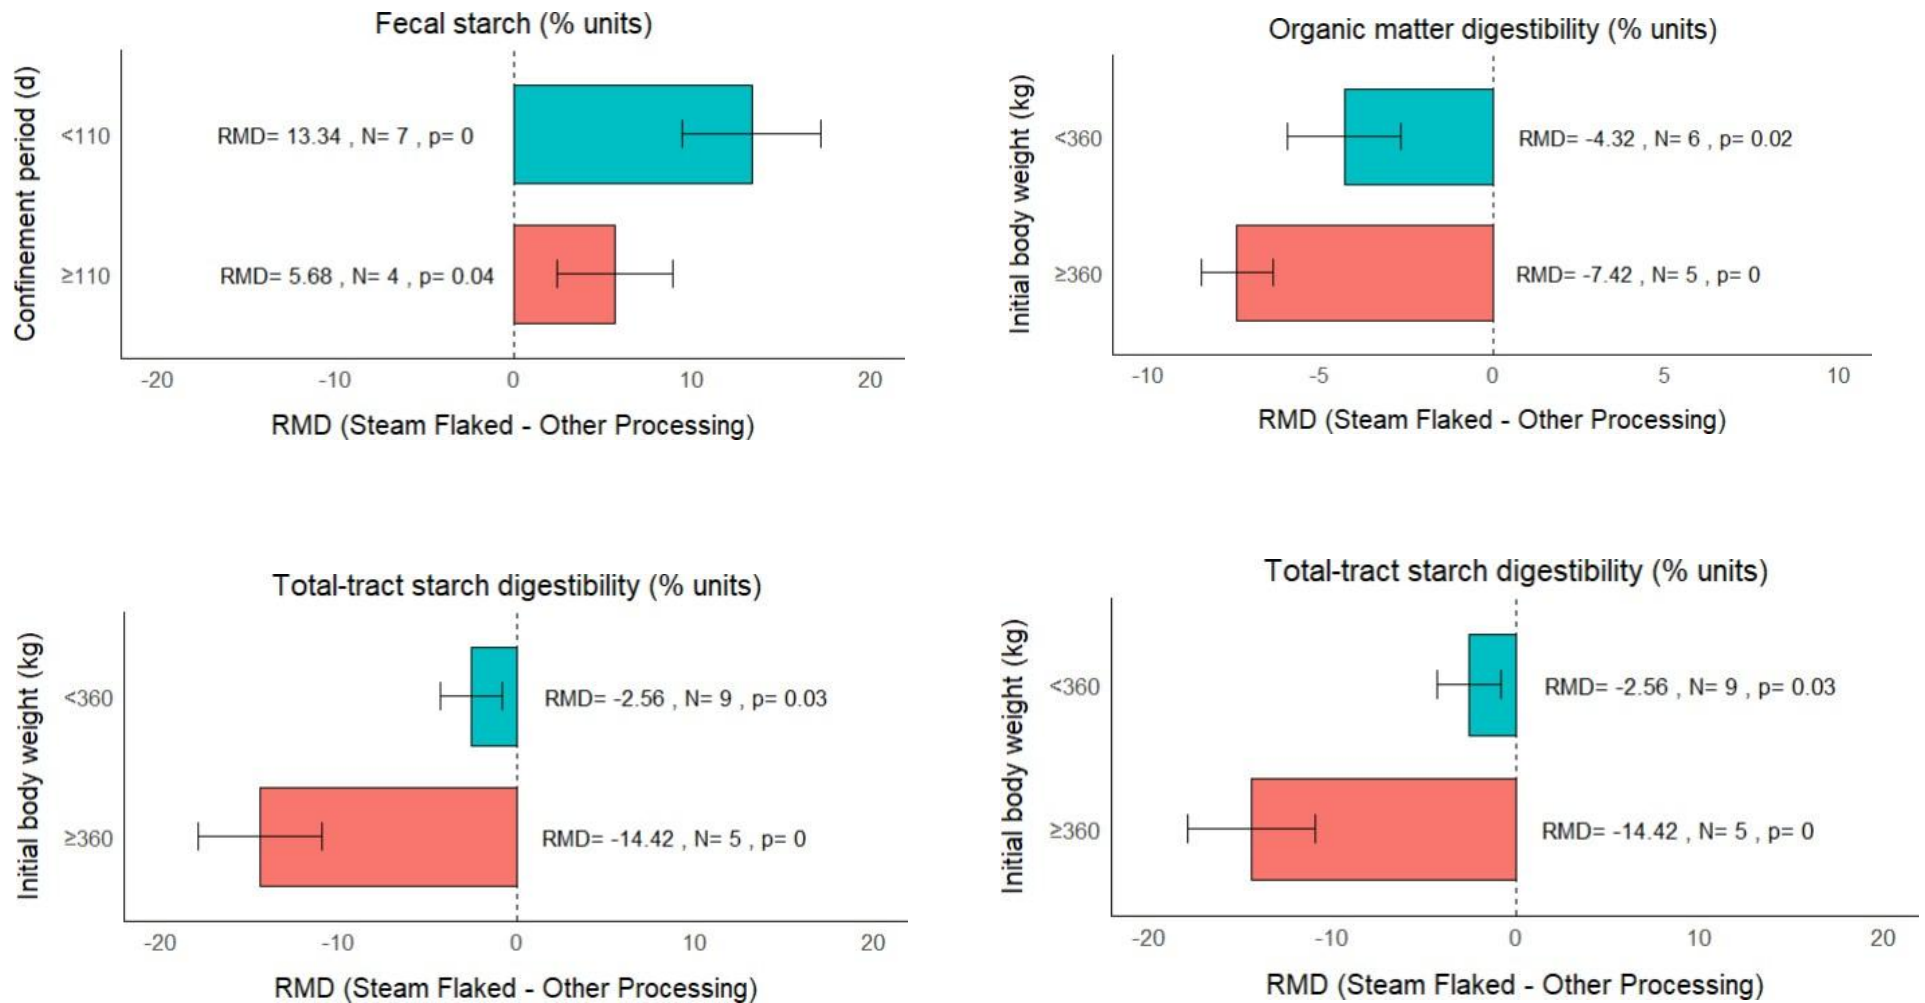 Fecal starch (% units)
Confinement period (d)
<110
RMD= 13.34 , N= 7 , p= 0
≥110
RMD= 5.68 , N= 4 , p= 0.04
-20 -10 0 10 20
RMD (Steam Flaked - Other Processing)
Organic matter digestibility (% units)
Initial body weight (kg)
<360
RMD= -4.32 , N= 6 , p= 0.02
≥360
RMD= -7.42 , N= 5 , p= 0
-10 -5 0 5 10
RMD (Steam Flaked - Other Processing)
Total-tract starch digestibility (% units)
Initial body weight (kg)
<360
RMD= -2.56 , N= 9 , p= 0.03
≥360
RMD= -14.42 , N= 5 , p= 0
-20 -10 0 10 20
RMD (Steam Flaked - Other Processing)
Total-tract starch digestibility (% units)
Initial body weight (kg)
<360
RMD= -2.56 , N= 9 , p= 0.03
≥360
RMD= -14.42 , N= 5 , p= 0
-20 -10 0 10 20
RMD (Steam Flaked - Other Processing)